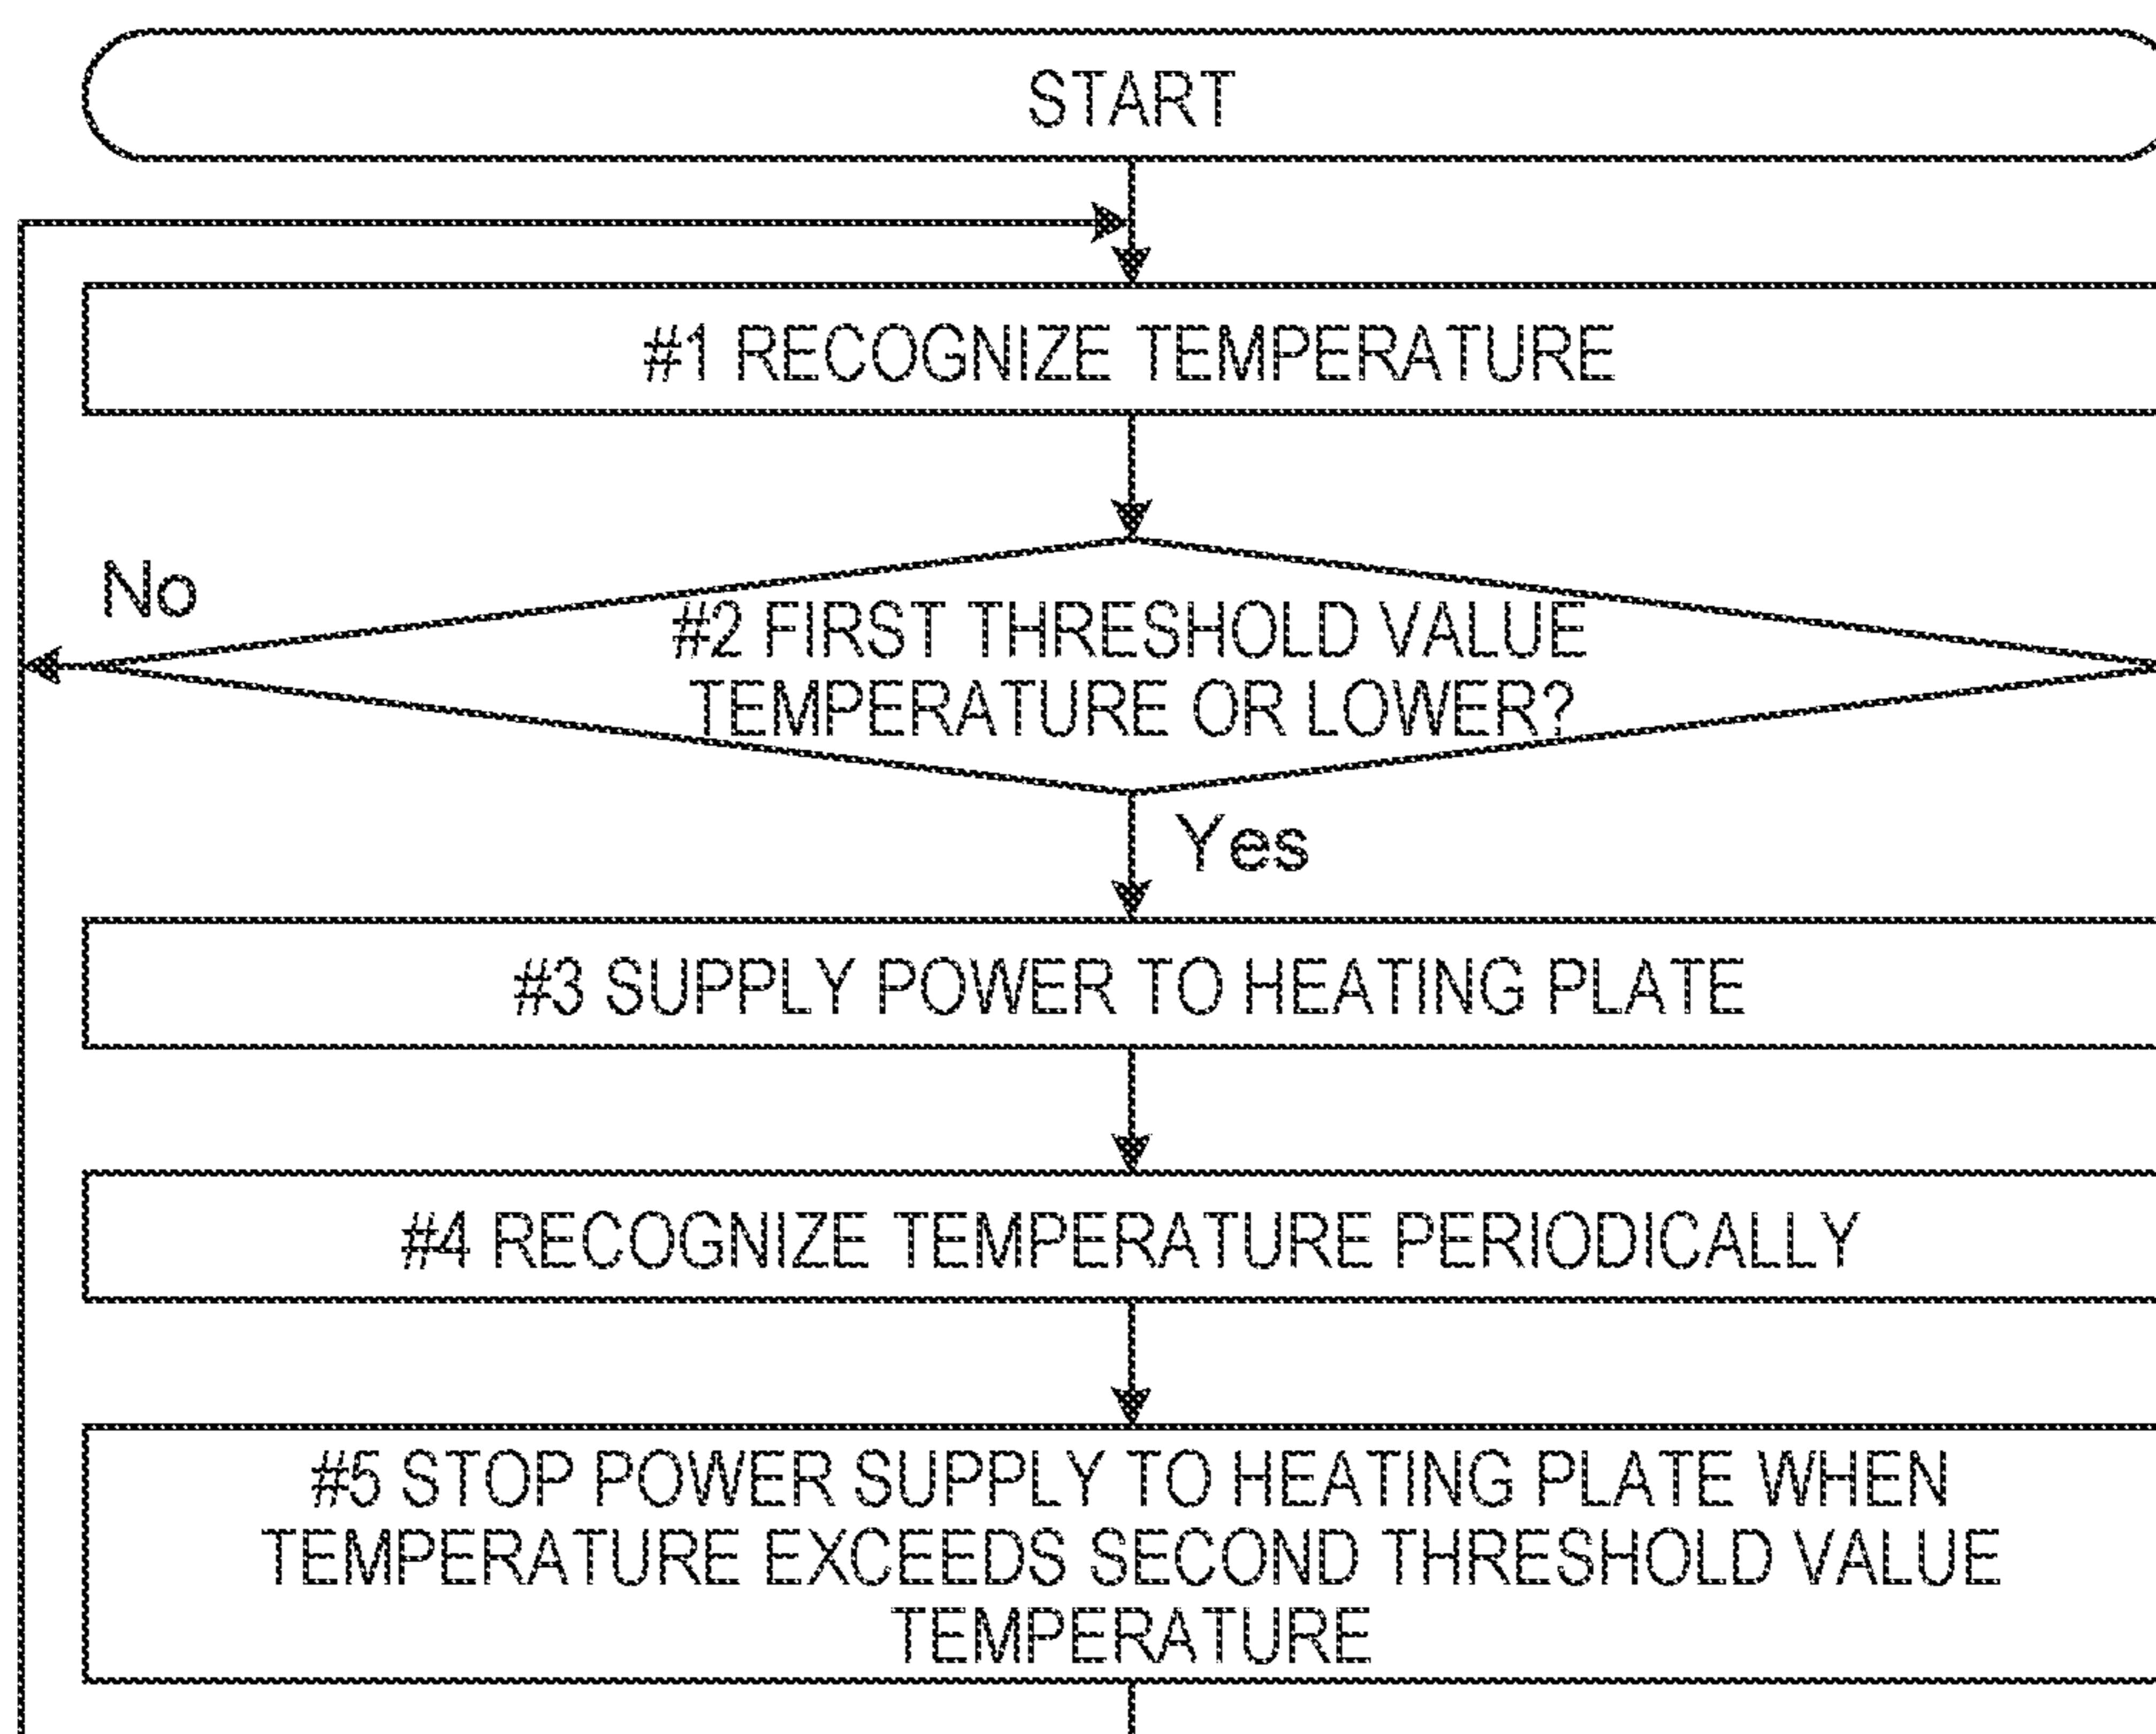 START
#1 RECOGNIZE TEMPERATURE
No
#2 FIRST THRESHOLD VALUE
TEMPERATURE OR LOWER?
Yes
#3 SUPPLY POWER TO HEATING PLATE
#4 RECOGNIZE TEMPERATURE PERIODICALLY
#5 STOP POWER SUPPLY TO HEATING PLATE WHEN
TEMPERATURE EXCEEDS SECOND THRESHOLD VALUE
TEMPERATURE